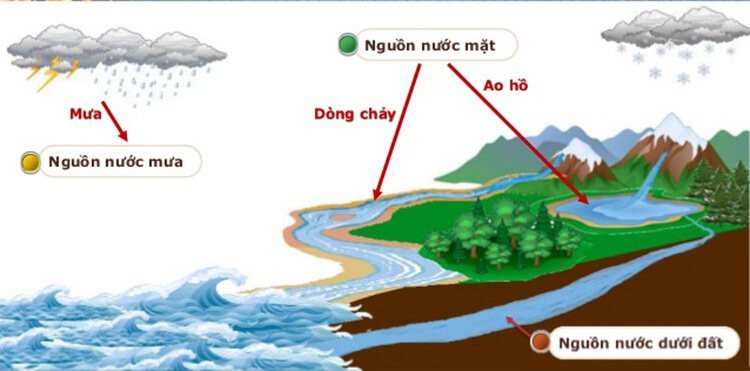 Nguồn nước mặt
Ao hồ
Mưa
Dòng chảy
Nguồn nước mưa
Nguồn nước dưới đất